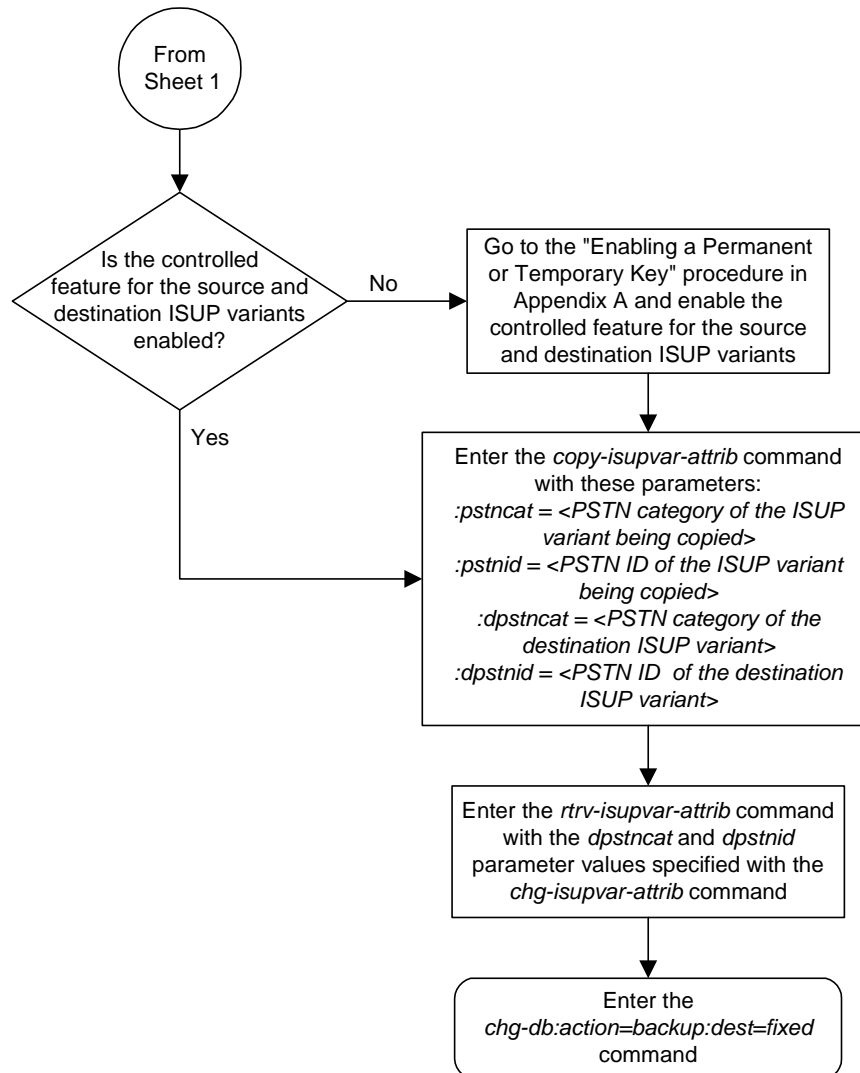 From
Sheet 1
Is the controlled
feature for the source and
destination ISUP variants
enabled?
No
Go to the "Enabling a Permanent
or Temporary Key" procedure in
Appendix A and enable the
controlled feature for the source
and destination ISUP variants
Yes
Enter the copy-isupvar-attrib command
with these parameters:
:pstncat = <PSTN category of the ISUP
variant being copied>
:pstnid = <PSTN ID of the ISUP variant
being copied>
:dpstncat = <PSTN category of the
destination ISUP variant>
:dpstnid = <PSTN ID of the destination
ISUP variant>
Enter the rtrv-isupvar-attrib command
with the dpstncat and dpstnid
parameter values specified with the
chg-isupvar-attrib command
Enter the
chg-db:action=backup:dest=fixed
command